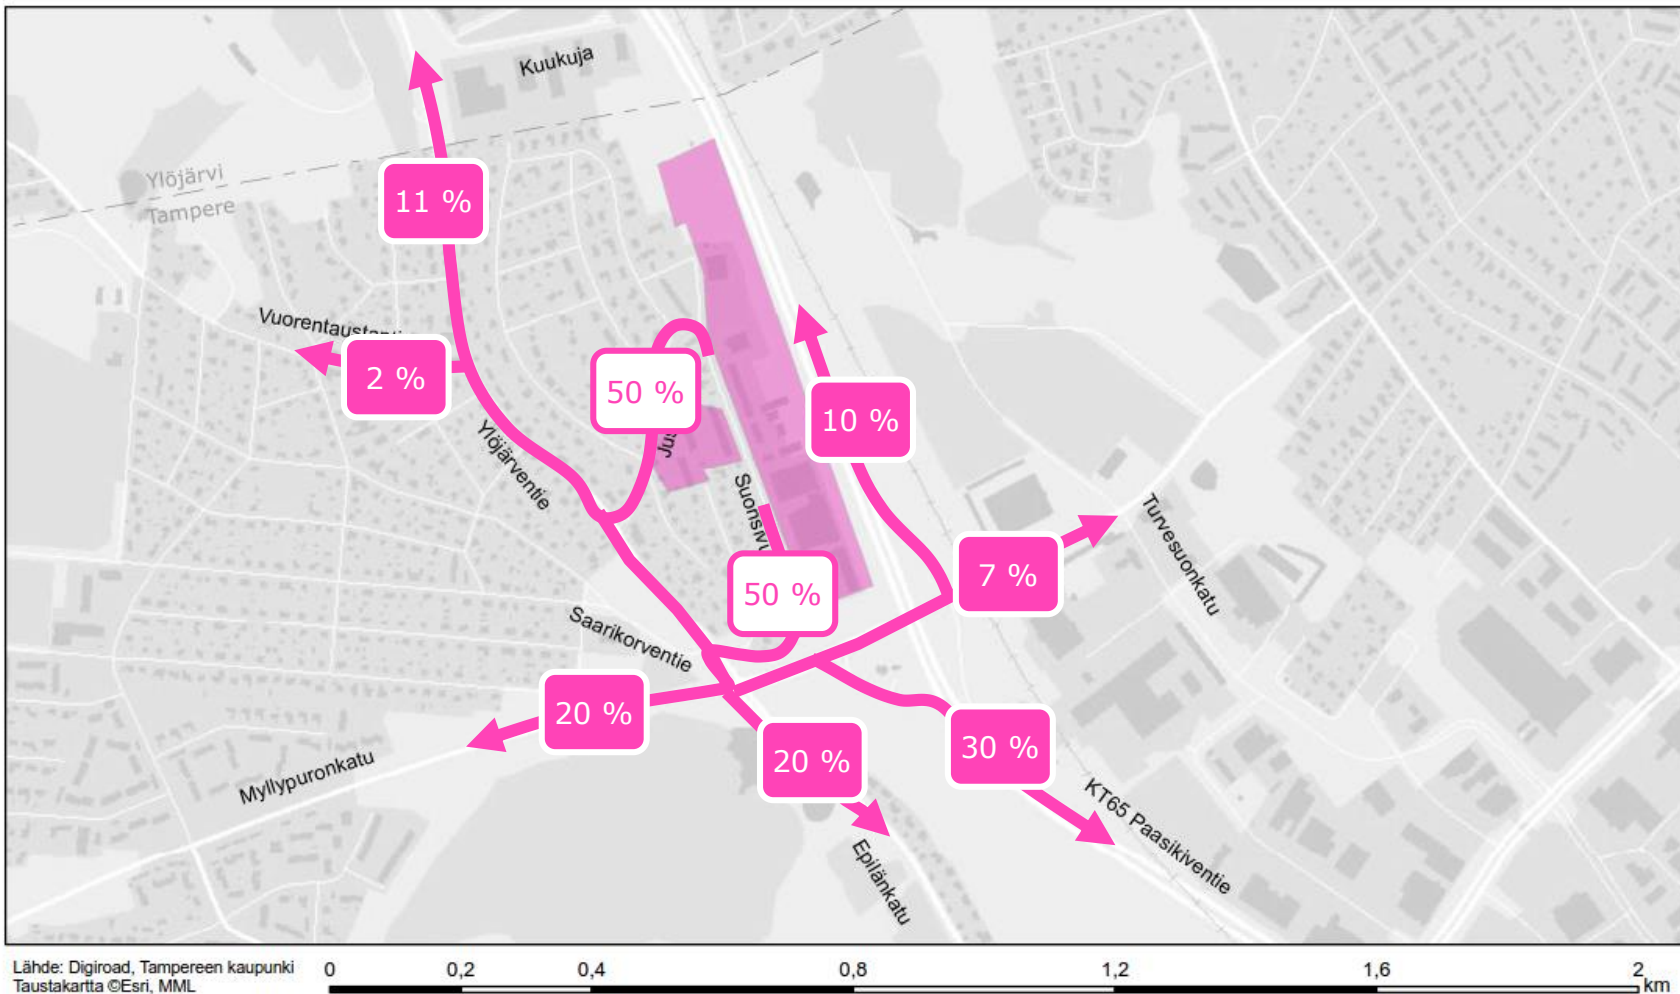 Kuukuja
Ylöjärvi
Tampere
11 %
Vuorentausta
2 %
50 %
10 %
Ylöjärventie
Suonsivu
Turvesuonkatu
7 %
50 %
Saarikorventie
20 %
30 %
20 %
Myllypuronkatu
KT65 Paasikiventie
Epilänkatu
Lähde: Digiroad, Tampereen kaupunki
Taustakartta ©Esri, MML
0 0,2 0,4 0,8 1,2 1,6 2 km